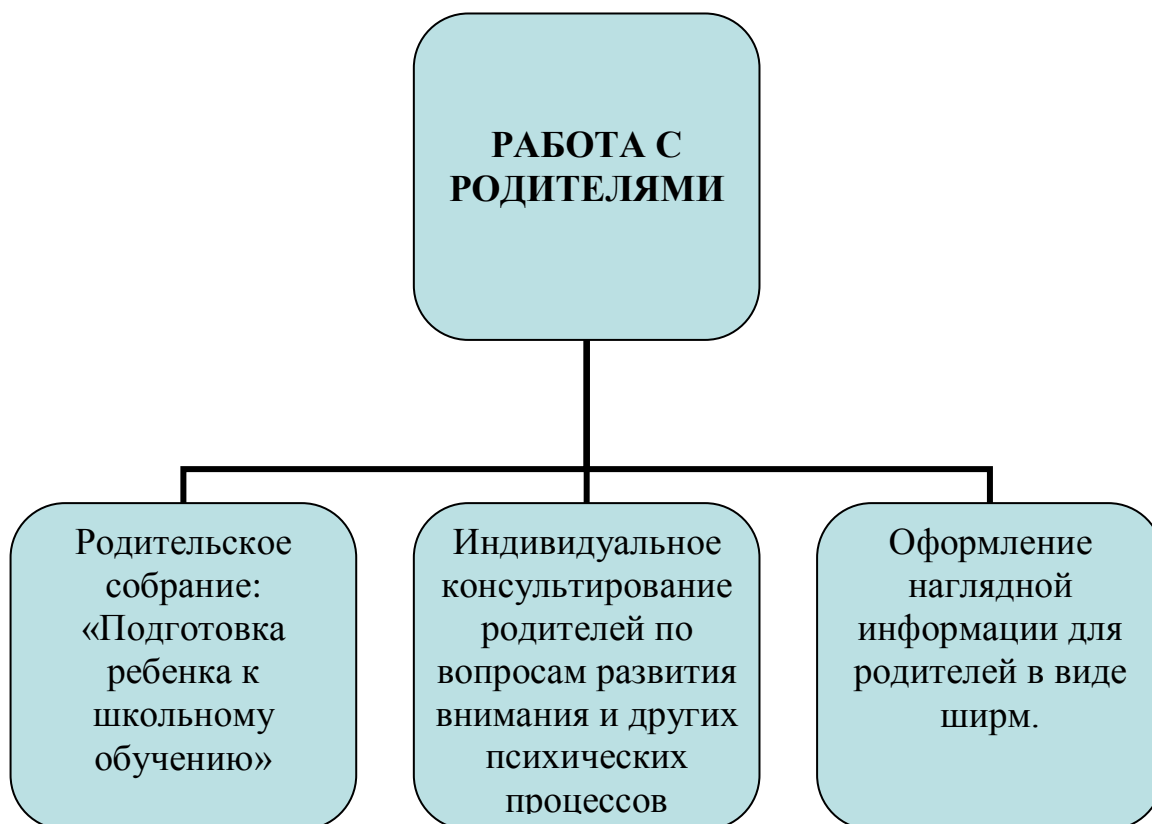 РАБОТА С
РОДИТЕЛЯМИ
Родительское
собрание:
«Подготовка
ребенка к
школьному
обучению»
Индивидуальное
консультирование
родителей по
вопросам развития
внимания и других
психических
процессов
Оформление
наглядной
информации для
родителей в виде
ширм.